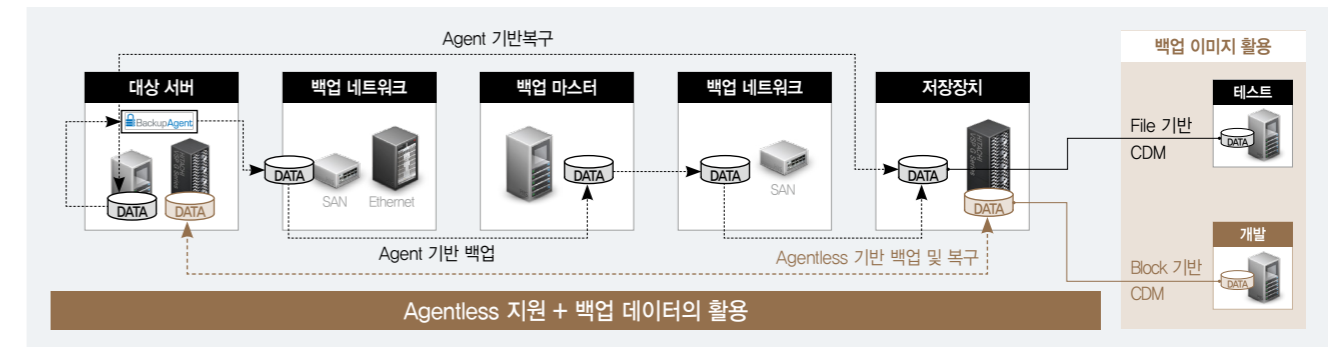 Agent 기반복구
백업 이미지 활용
대상 서버
백업 네트워크
백업 마스터
백업 네트워크
저장장치
테스트
BackupAgent
File 기반
CDM
DATA
DATA
SAN
Ethernet
DATA
DATA
SAN
DATA
DATA
DATA
DATA
개발
Agent 기반 백업
Agentless 기반 백업 및 복구
Block 기반
CDM
DATA
Agentless 지원 + 백업 데이터의 활용